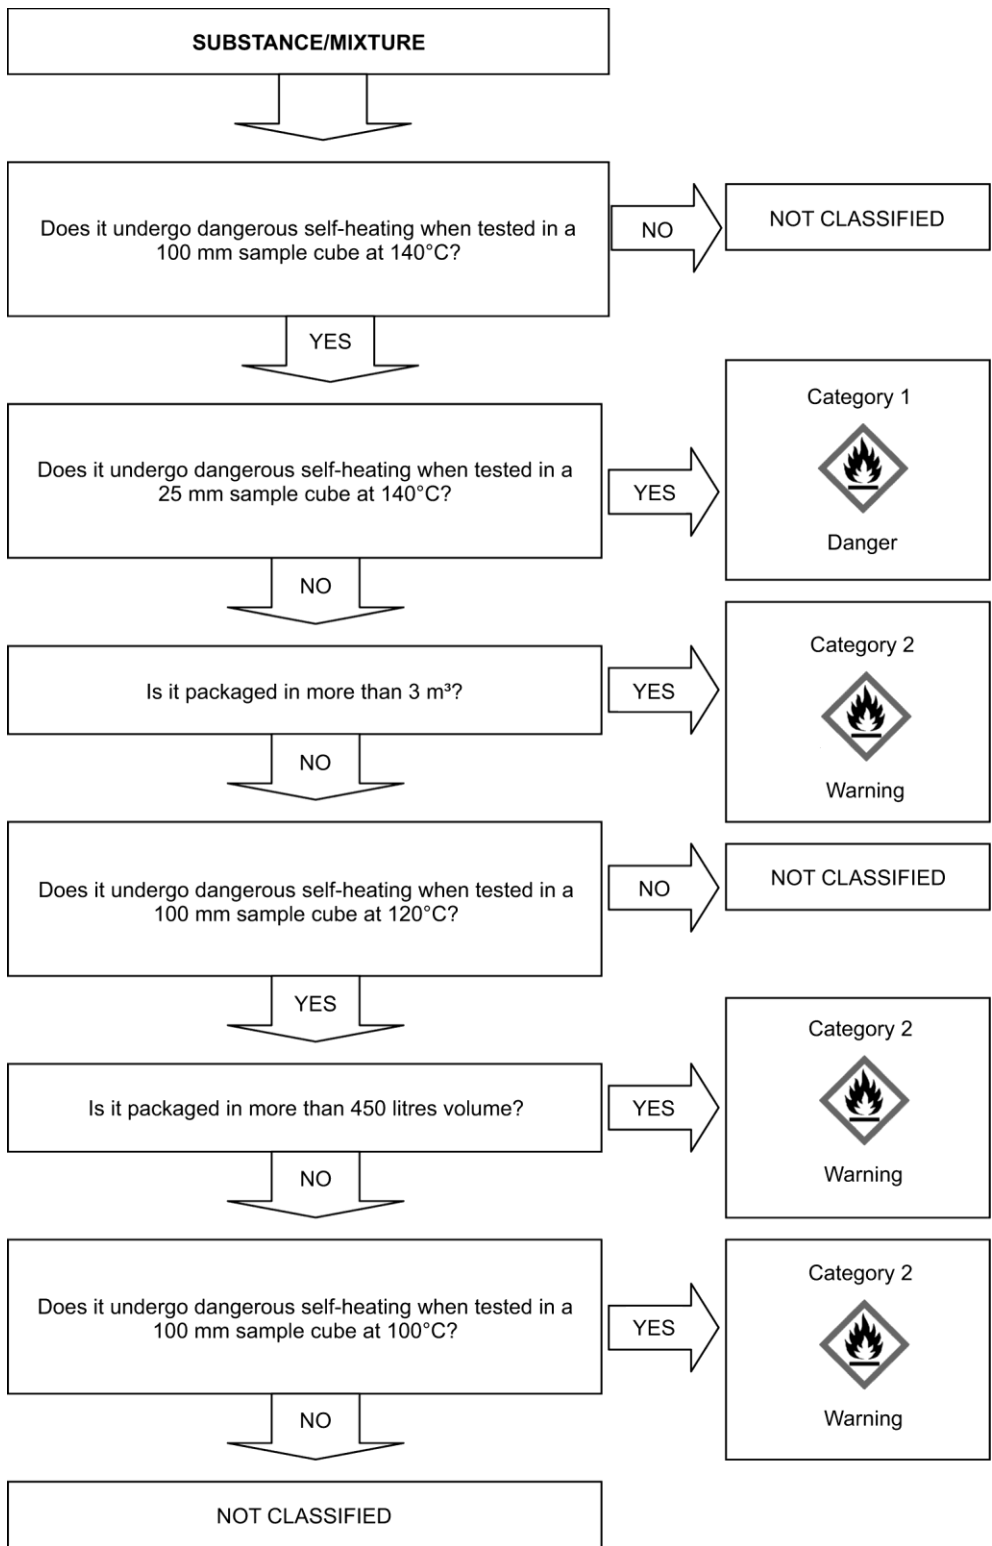 SUBSTANCE/MIXTURE
Does it undergo dangerous self-heating when tested in a
100 mm sample cube at 140°C?
NO
NOT CLASSIFIED
YES
Does it undergo dangerous self-heating when tested in a
25 mm sample cube at 140°C?
YES
Category 1
Danger
NO
Is it packaged in more than 3 m³?
YES
Category 2
Warning
NO
Does it undergo dangerous self-heating when tested in a
100 mm sample cube at 120°C?
NO
NOT CLASSIFIED
YES
Is it packaged in more than 450 litres volume?
YES
Category 2
Warning
NO
Does it undergo dangerous self-heating when tested in a
100 mm sample cube at 100°C?
YES
Category 2
Warning
NO
NOT CLASSIFIED